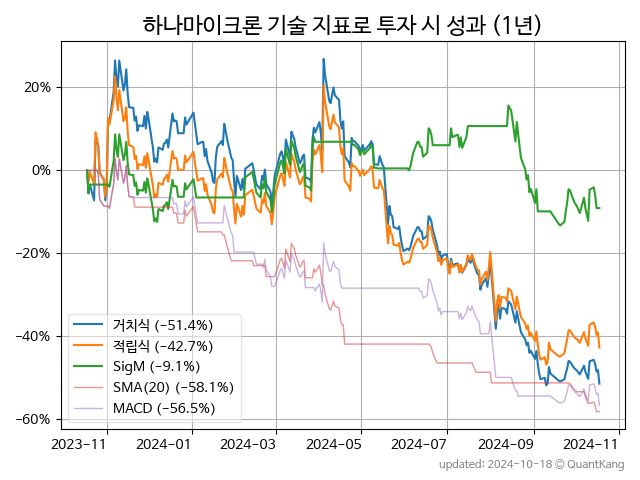 하나마이크론 기술 지표로 투자 시 성과 (1년)
20%
0%
−20%
−40%
−60%
거치식 (−51.4%)
적립식 (−42.7%)
SigM (−9.1%)
SMA(20) (−58.1%)
MACD (−56.5%)
2023−11 2024−01 2024−03 2024−05 2024−07 2024−09 2024−11
updated: 2024−10−18 © QuantKang